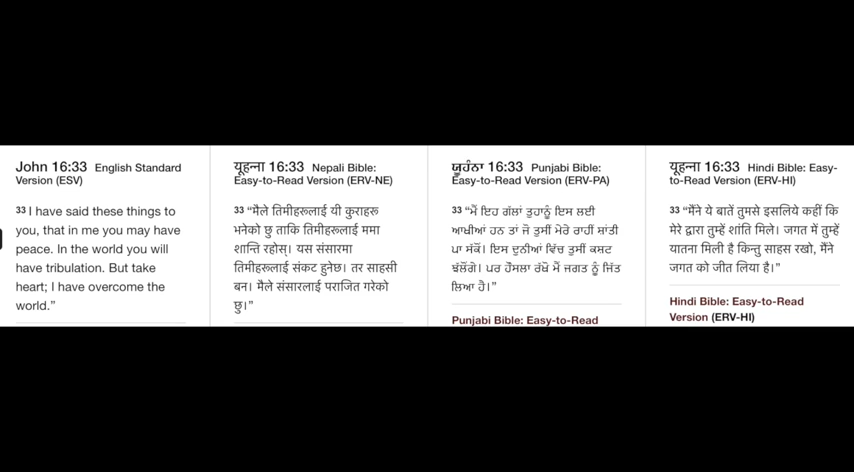 John 16:33 English Standard
Version (ESV)
33 I have said these things to
you, that in me you may have
peace. In the world you will
have tribulation. But take
heart; I have overcome the
world.”
यूहन्ना 16:33 Nepali Bible:
Easy-to-Read Version (ERV-NE)
33 “मैले तिमीहरूलाई यी कुराहरू
भनेको छु ताकि तिमीहरूलाई ममा
शान्ति रहोस्। यस संसारमा
तिमीहरूलाई संकट हुनेछ। तर साहसी
बन। मैले संसारलाई पराजित गरेको
छु।”
ਯੂਹੰਨਾ 16:33 Punjabi Bible:
Easy-to-Read Version (ERV-PA)
33 “ਮੈਂ ਇਹ ਗੱਲਾਂ ਤੁਹਾਨੂੰ ਇਸ ਲਈ
ਆਖੀਆਂ ਹਨ ਤਾਂ ਜੋ ਤੁਸੀਂ ਮੇਰੇ ਰਾਹੀਂ ਸ਼ਾਂਤੀ
ਪਾ ਸੱਕੋਂ। ਇਸ ਦੁਨੀਆਂ ਵਿੱਚ ਤੁਸੀਂ ਕਸ਼ਟ
ਝੱਲੋਂਗੇ। ਪਰ ਹੌਂਸਲਾ ਰੱਖੋ ਮੈਂ ਜਗਤ ਨੂੰ ਜਿੱਤ
ਲਿਆ ਹੈ।”
Punjabi Bible: Easy-to-Read
यूहन्ना 16:33 Hindi Bible: Easy-
to-Read Version (ERV-HI)
33 “मैंने ये बातें तुमसे इसलिये कहीं कि
मेरे द्वारा तुम्हें शांति मिले। जगत में तुम्हें
यातना मिली है किन्तु साहस रखो, मैंने
जगत को जीत लिया है।”
Hindi Bible: Easy-to-Read
Version (ERV-HI)